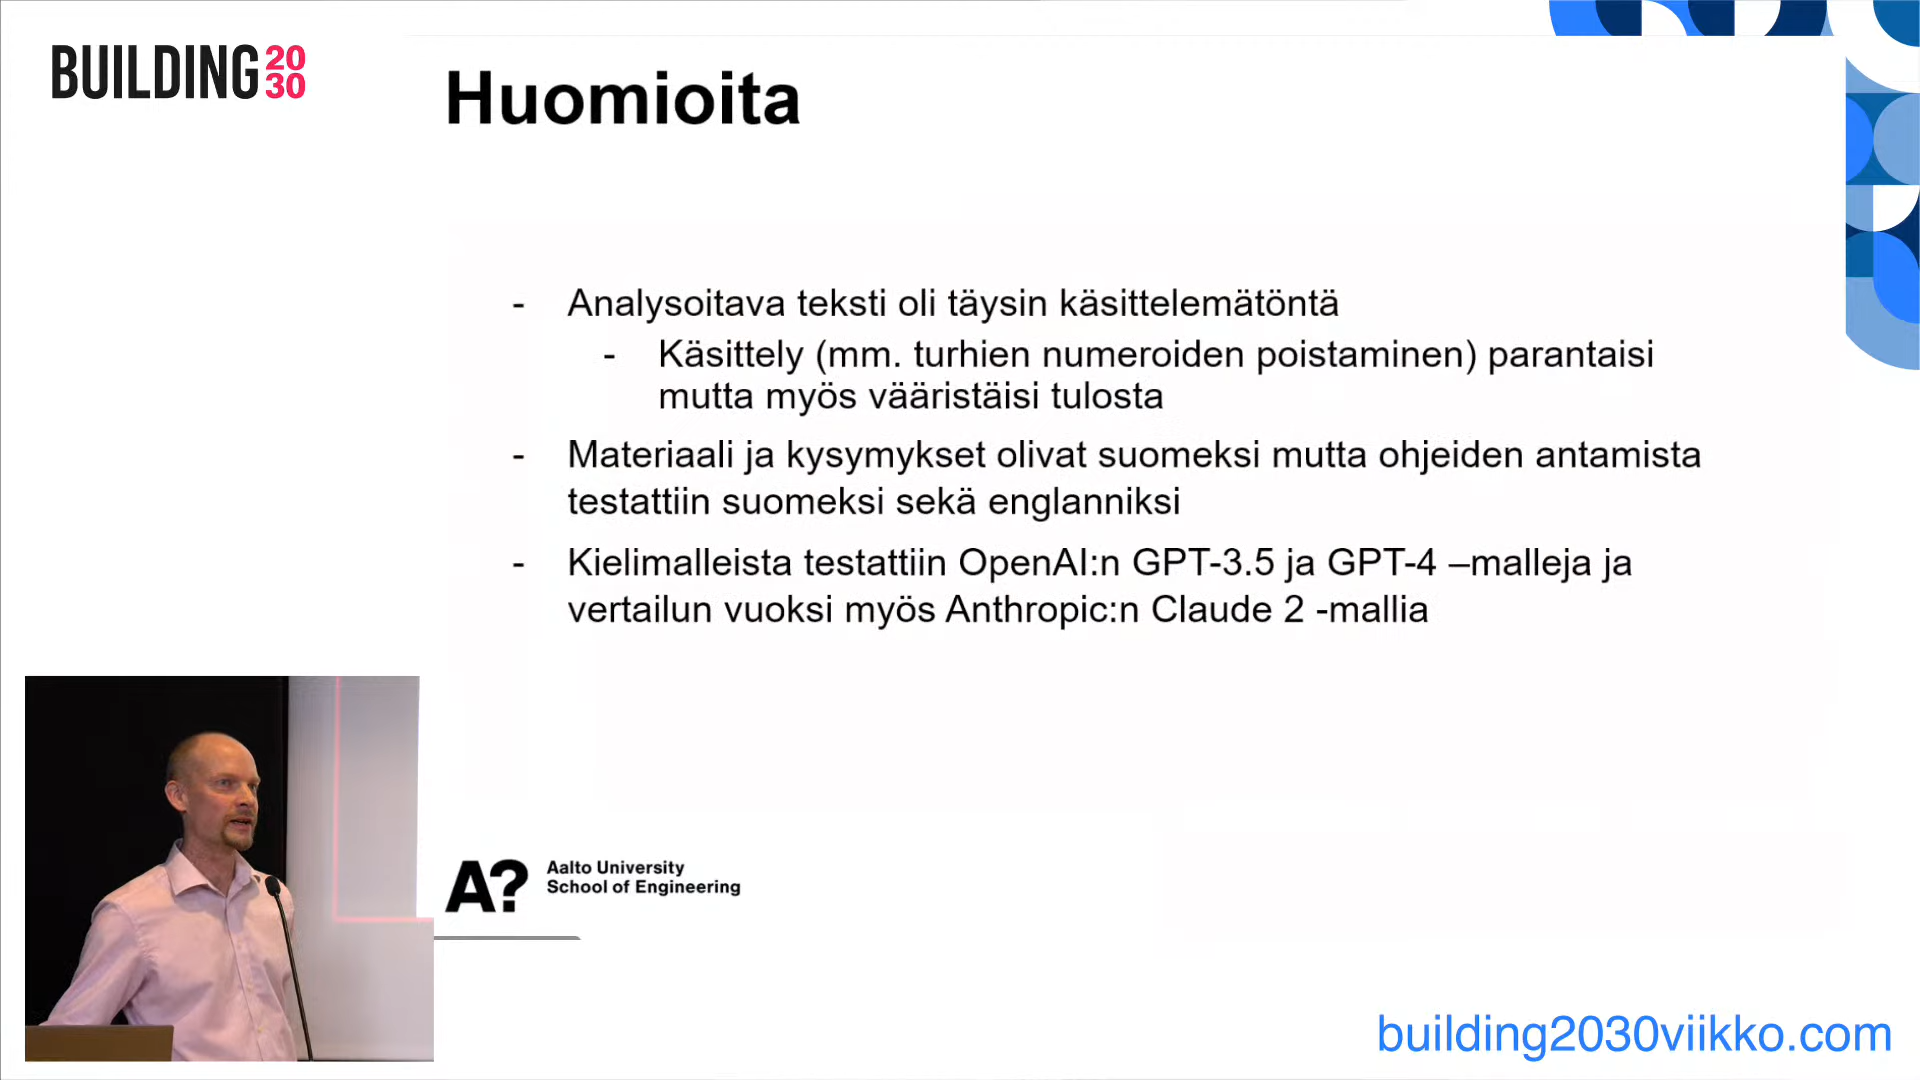 BUILDING 20
30
Huomioita
- Analysoitava teksti oli täysin käsittelemätöntä
- Käsittely (mm. turhien numeroiden poistaminen) parantaisi
mutta myös vääristäisi tulosta
- Materiaali ja kysymykset olivat suomeksi mutta ohjeiden antamista
testattiin suomeksi sekä englanniksi
- Kielimalleista testattiin OpenAI:n GPT-3.5 ja GPT-4 –malleja ja
vertailun vuoksi myös Anthropic:n Claude 2 -mallia
A? Aalto University
School of Engineering
building2030viikko.com